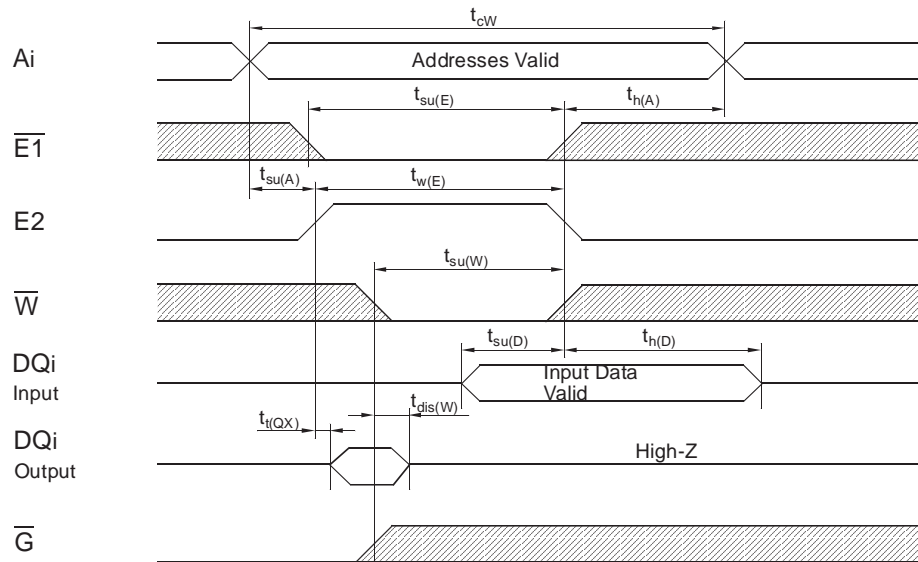 t_cW
Ai
Addresses Valid
t_su(E)
t_h(A)
E1
t_su(A)
t_w(E)
E2
t_su(W)
W
t_su(D)
t_h(D)
DQi
Input
Input Data
Valid
t_dis(W)
t_t(QX)
DQi
Output
High-Z
G